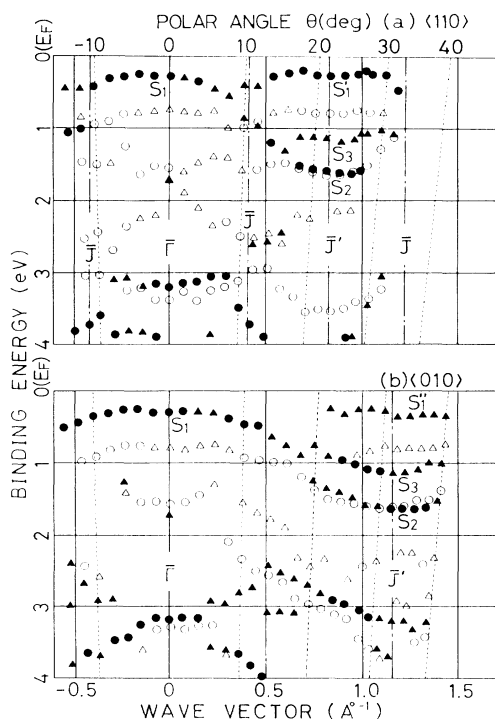 POLAR ANGLE θ(deg) (a) ⟨110⟩
-10 0 10 20 30 40
0(EF)
S1 S'1
1
S3
S2
2
J̄ Γ̄ J̄ J̄' J̄
3
4
0(EF)
(b)⟨010⟩
S''1
S1
1
S3
S2
2
Γ̄ J̄'
3
4
-0.5 0 0.5 1.0 1.5
WAVE VECTOR (Å⁻¹)
BINDING ENERGY (eV)